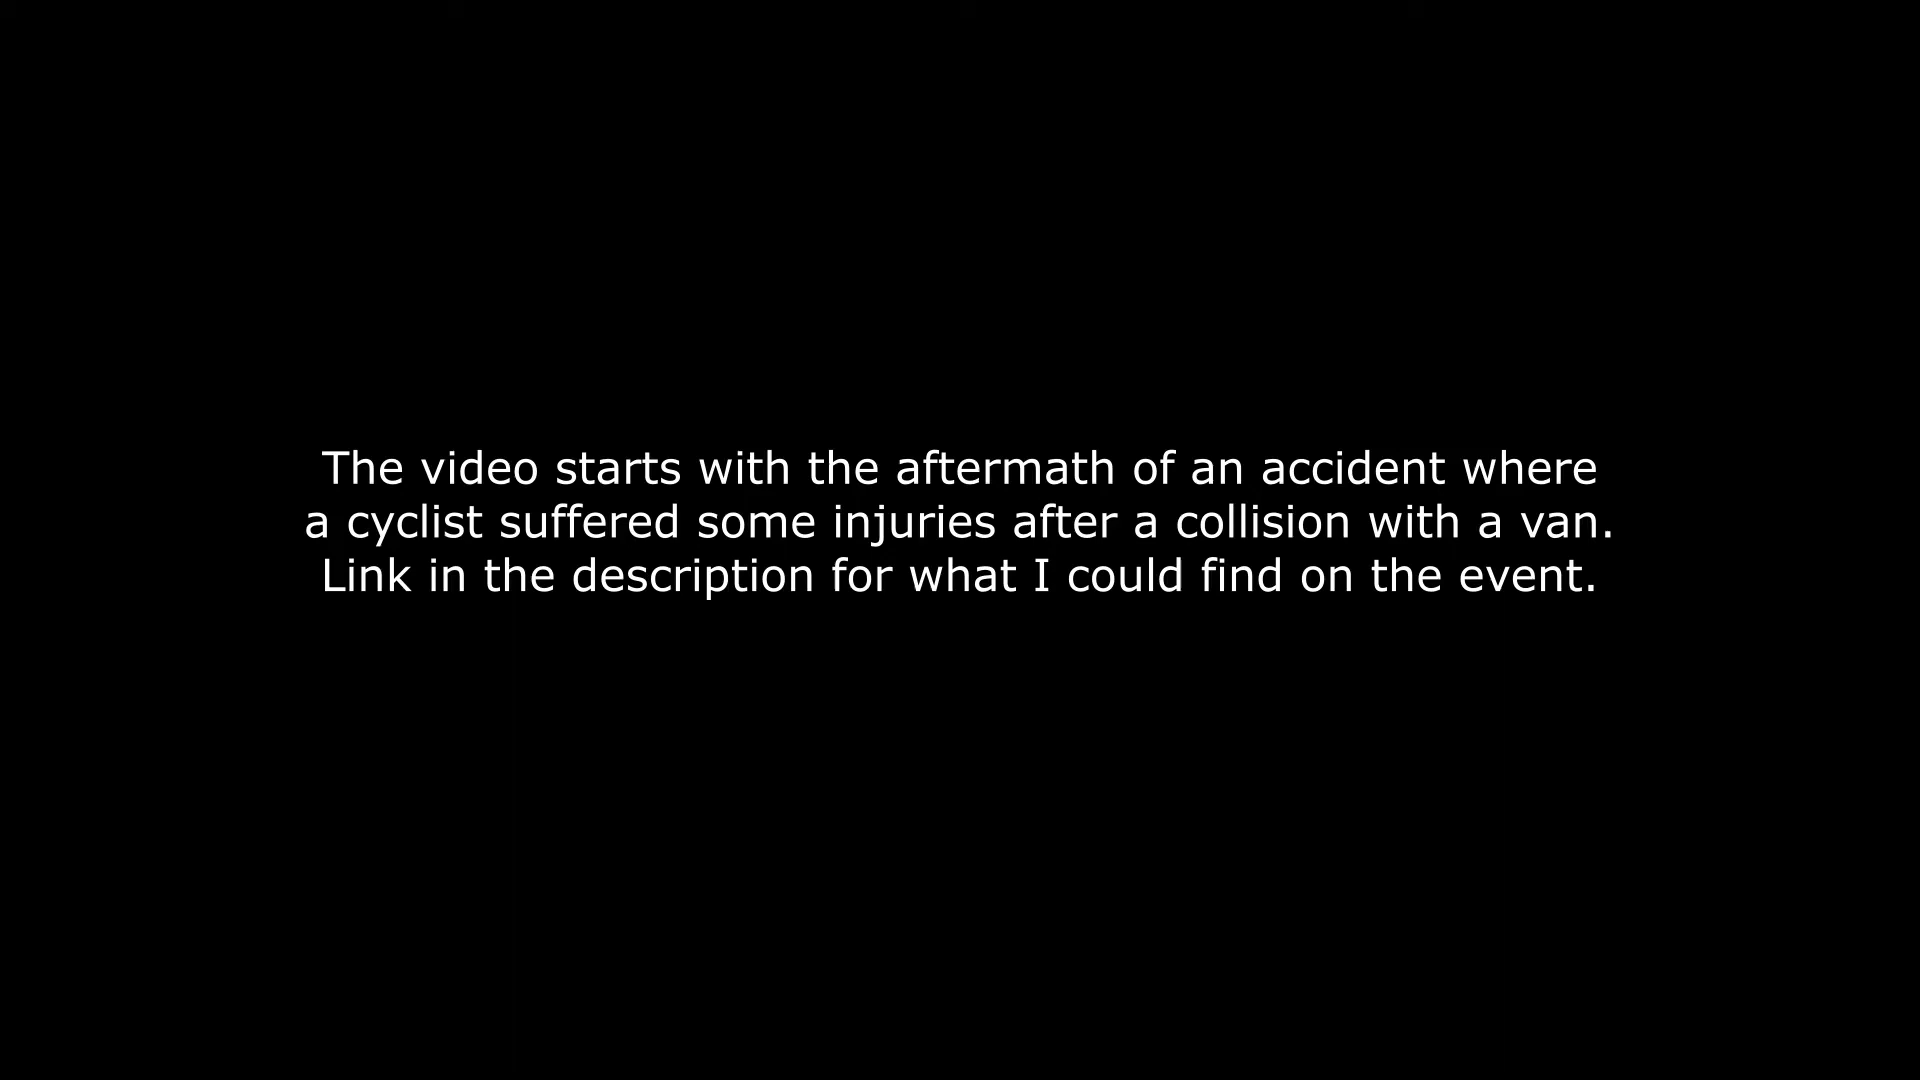 The video starts with the aftermath of an accident where
a cyclist suffered some injuries after a collision with a van.
Link in the description for what I could find on the event.